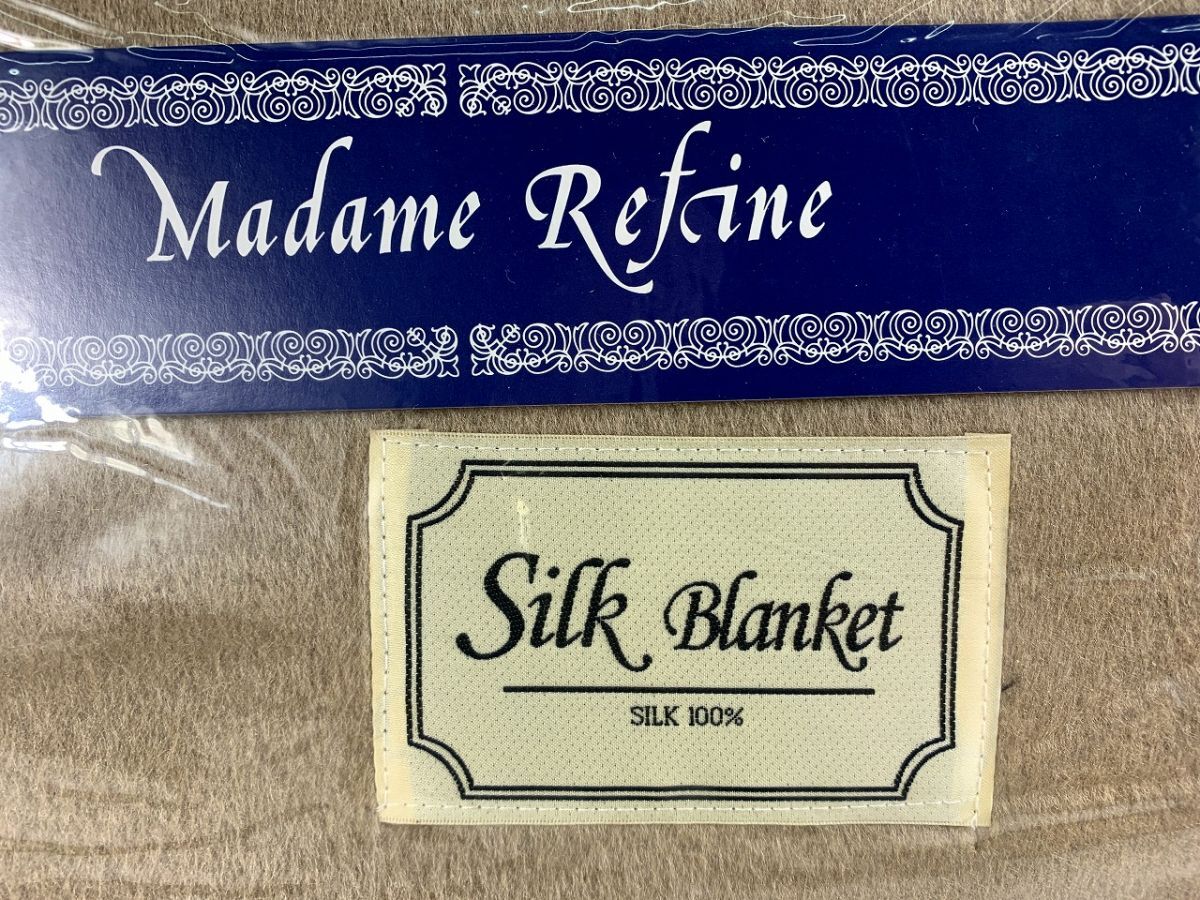 Madame Refine
Silk Blanket
SILK 100%